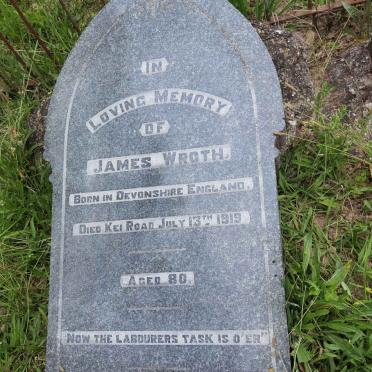 IN
LOVING MEMORY
OF
JAMES WROTH.
BORN IN DEVONSHIRE ENGLAND.
DIED KEI ROAD JULY 13TH 1919
AGED 80.
NOW THE LABOURERS TASK IS O'ER"